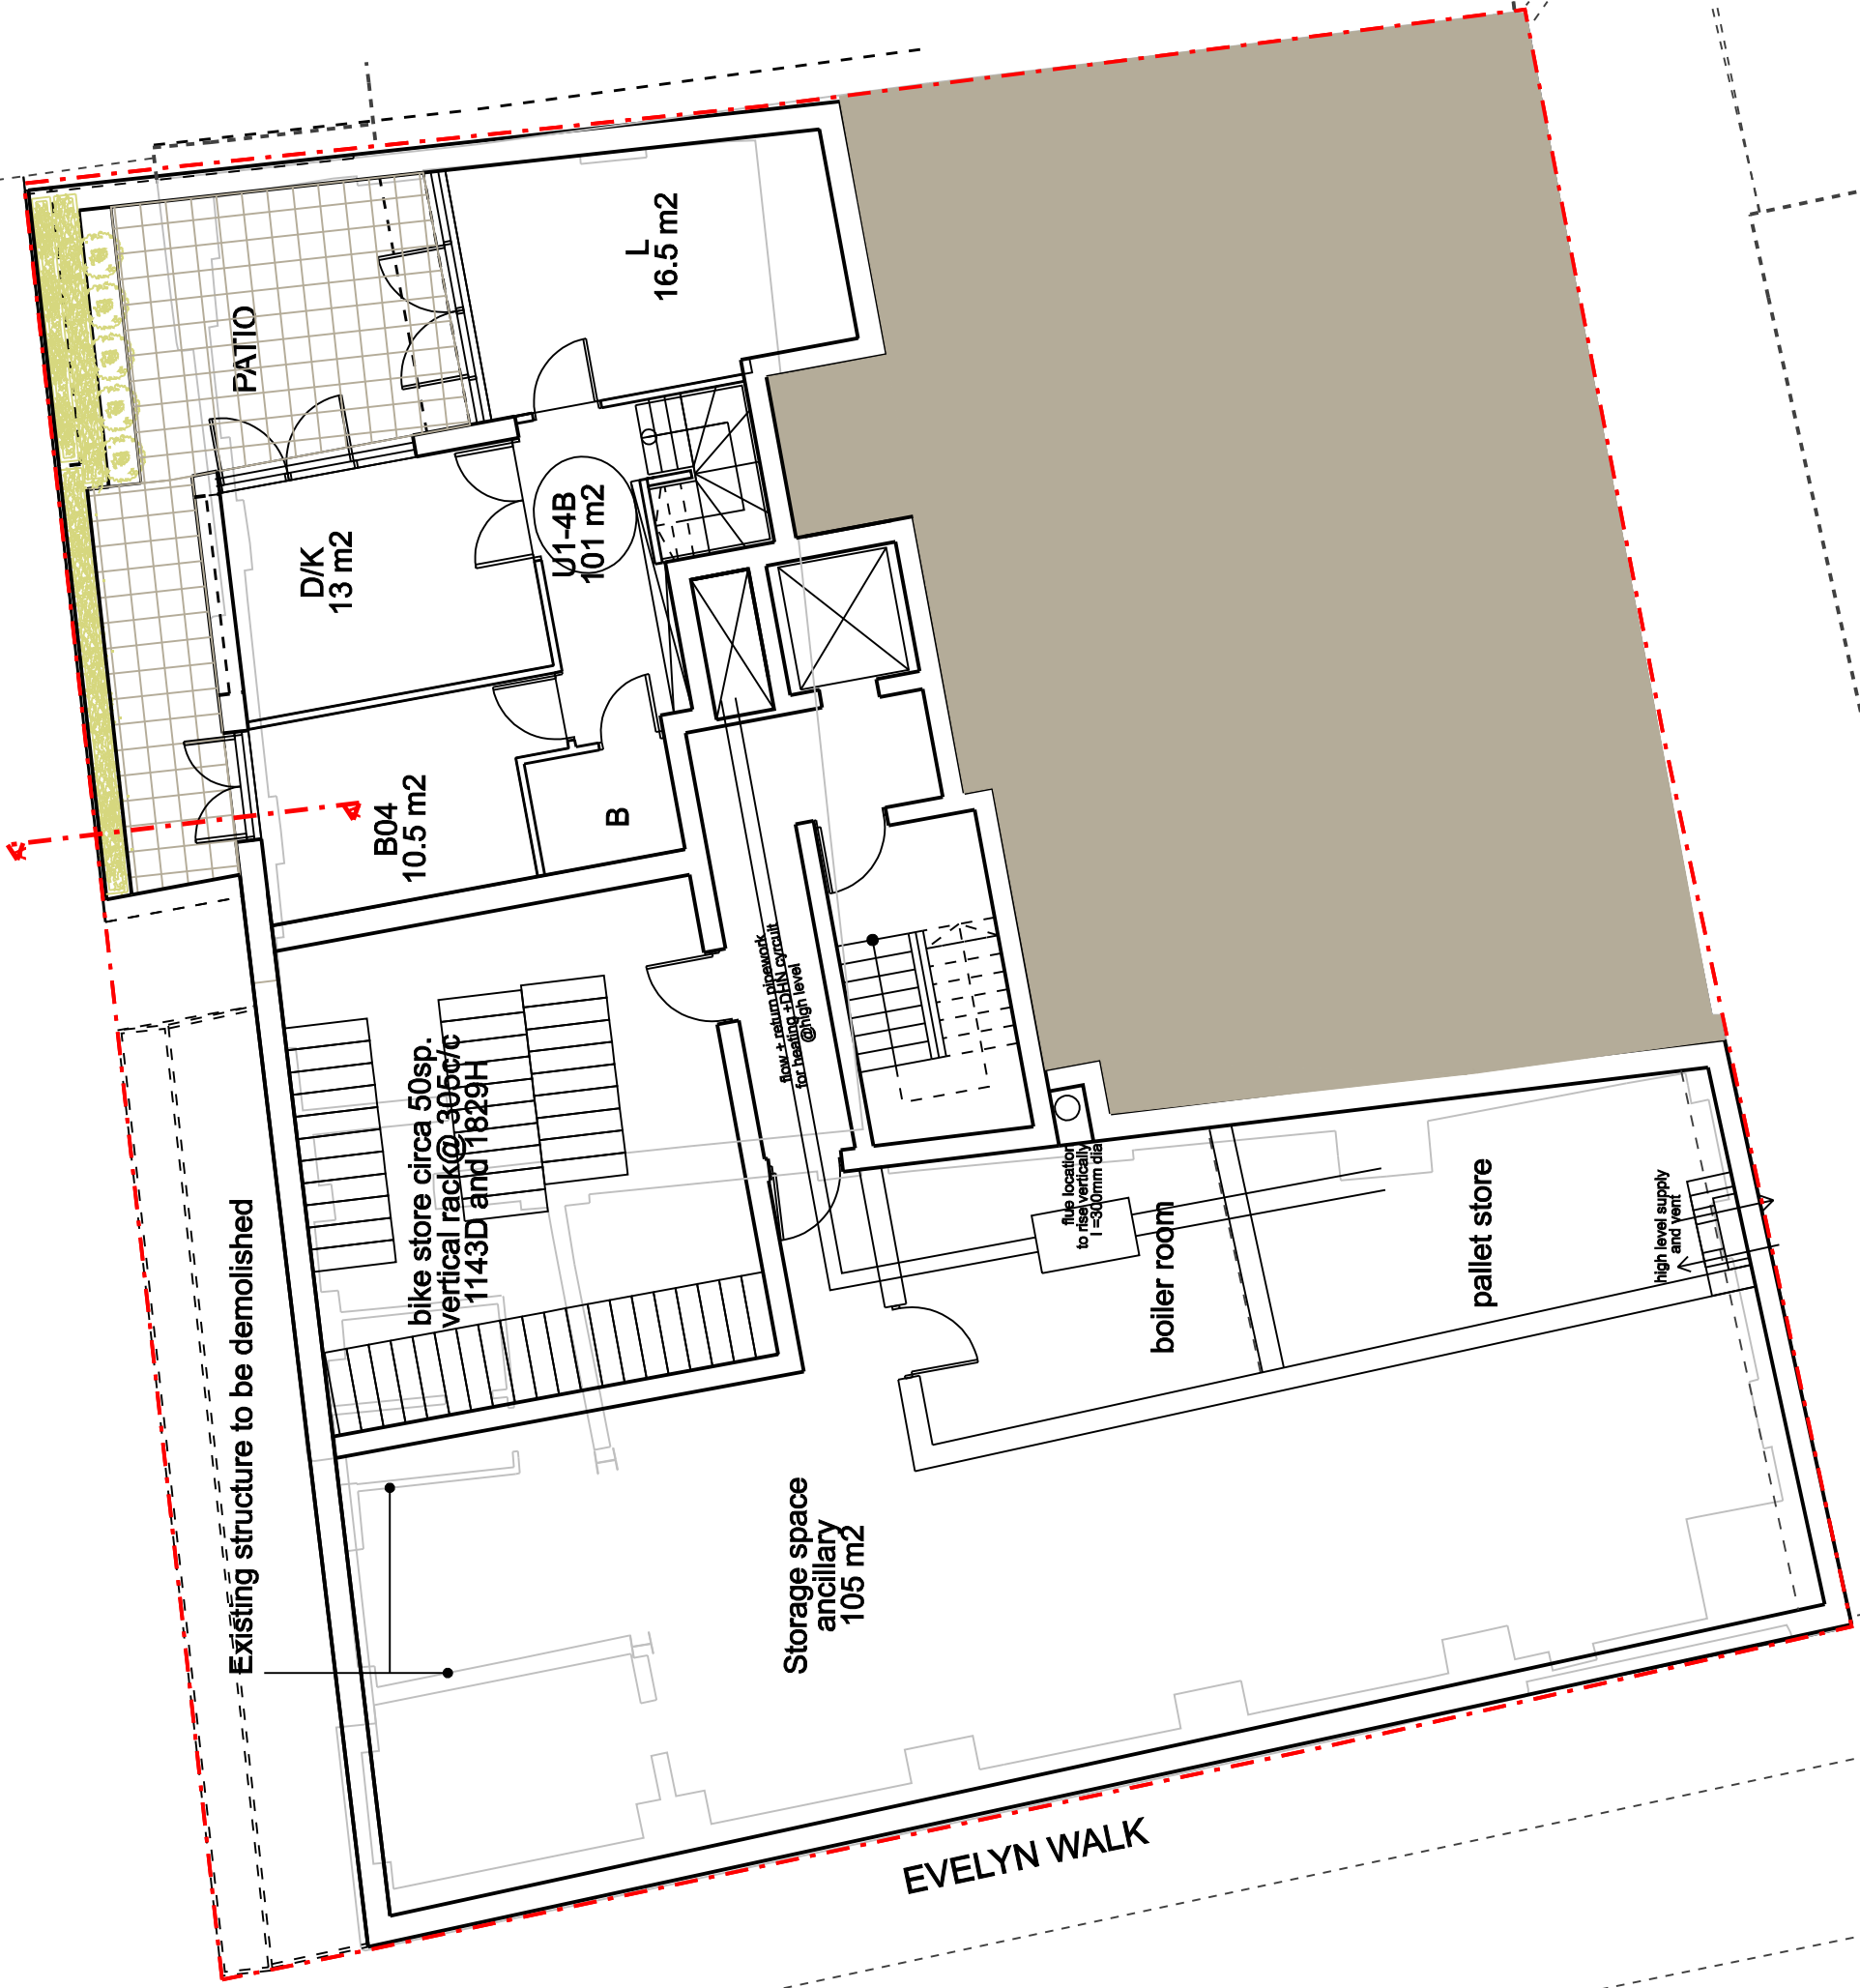 L
16.5 m2
PATIO
D/K
13 m2
U1-4B
101 m2
B04
10.5 m2
B
flow + return pipework
for heating +DHN cyrcuit
@high level
bike store circa 50sp.
vertical rack@ 305c/c
1143D and 1829H
Existing structure to be demolished
flue location
to rise vertically
I =300mm dia
boiler room
pallet store
high level supply
and vent
Storage space
ancillary
105 m2
EVELYN WALK